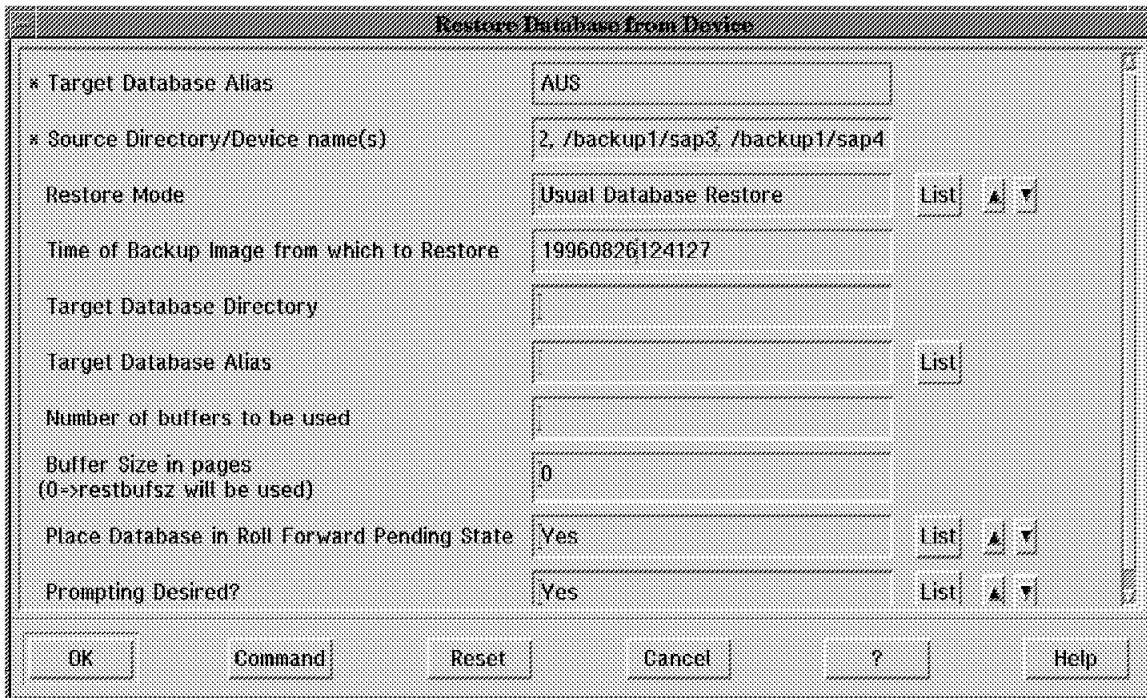 Restore Database from Device
* Target Database Alias AUS
* Source Directory/Device name(s) 2, /backup1/sap3, /backup1/sap4
Restore Mode Usual Database Restore List ▲ ▼
Time of Backup Image from which to Restore 19960826124127
Target Database Directory
Target Database Alias List
Number of buffers to be used
Buffer Size in pages
(0=>restbufsz will be used) 0
Place Database in Roll Forward Pending State Yes List ▲ ▼
Prompting Desired? Yes List ▲ ▼
OK Command Reset Cancel ? Help